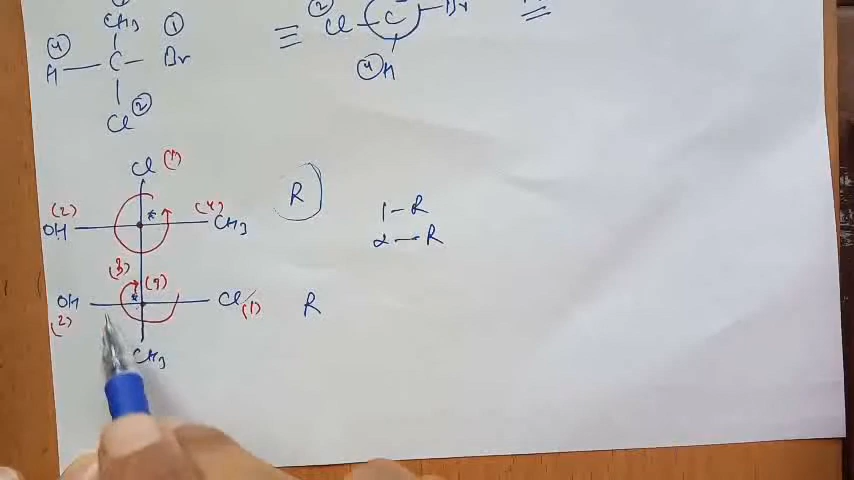 CH3 (1)
(4) H C Br
Cl (2)
≡ (2) Cl C Br
(4) H
Cl (1)
(2) OH * (4) CH3
(3) (4)
OH * Cl (1)
(2)
CH3
R
R
1-R
2-R